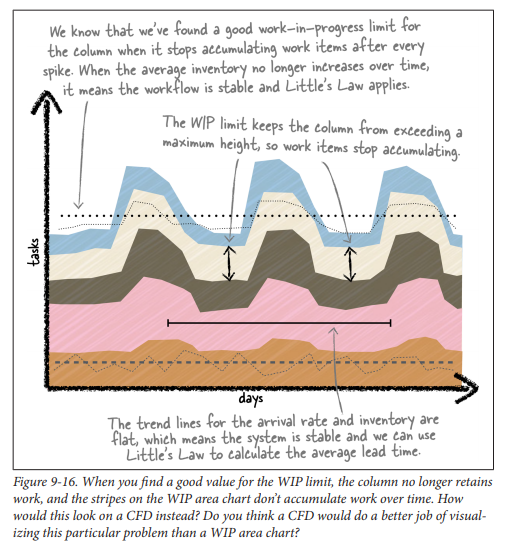 We know that we've found a good work-in-progress limit for
the column when it stops accumulating work items after every
spike. When the average inventory no longer increases over time,
it means the workflow is stable and Little's Law applies.
The WIP limit keeps the column from exceeding a
maximum height, so work items stop accumulating.
tasks
days
The trend lines for the arrival rate and inventory are
flat, which means the system is stable and we can use
Little's Law to calculate the average lead time.
Figure 9-16. When you find a good value for the WIP limit, the column no longer retains
work, and the stripes on the WIP area chart don't accumulate work over time. How
would this look on a CFD instead? Do you think a CFD would do a better job of visual-
izing this particular problem than a WIP area chart?